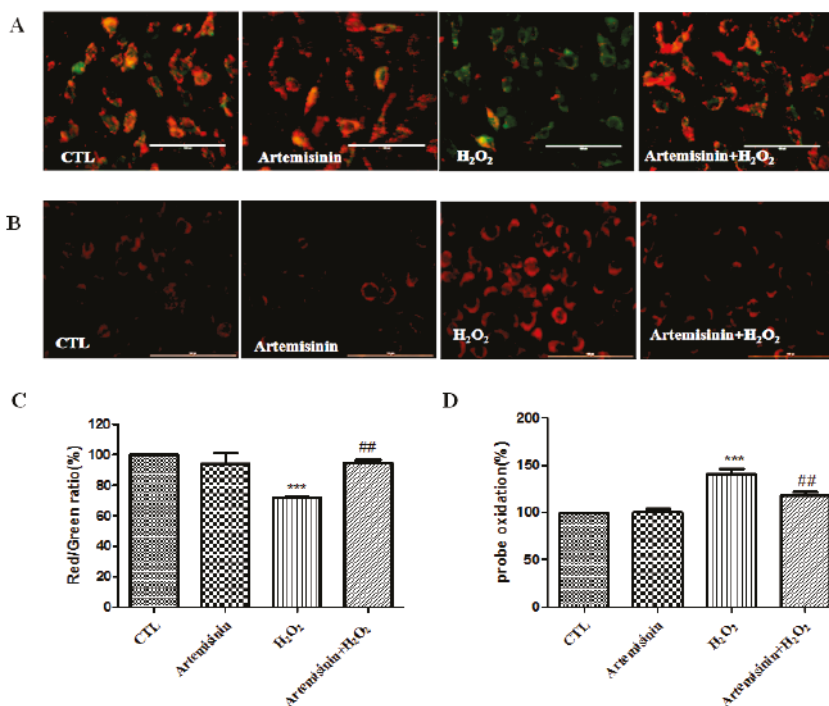 A
CTL
Artemisinin
H₂O₂
Artemisinin+H₂O₂
B
CTL
Artemisinin
H₂O₂
Artemisinin+H₂O₂
C
Red/Green ratio(%)
120
100
80
60
40
20
0
***
##
CTL
Artemisinin
H₂O₂
Artemisinin+H₂O₂
D
probe oxidation(%)
200
150
100
50
0
***
##
CTL
Artemisinin
H₂O₂
Artemisinin+H₂O₂